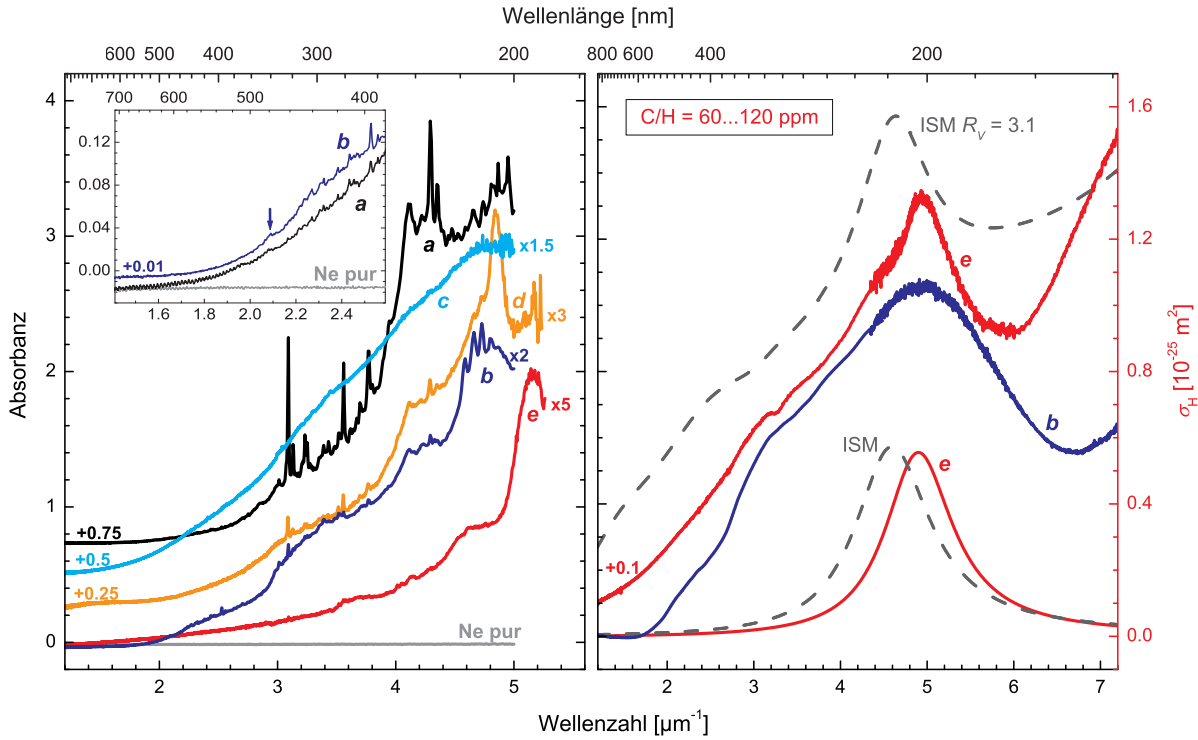 Wellenlänge [nm]
600 500 400 300 200
800 600 400 200
4
3
2
1
0
Absorbanz
700 600 500 400
0.12
0.08
0.04
0.00
b
a
+0.01
Ne pur
1.6 1.8 2.0 2.2 2.4
a
x1.5
c
d
x3
x2
b
e
x5
+0.75
+0.5
+0.25
Ne pur
2 3 4 5
C/H = 60...120 ppm
ISM R_V = 3.1
e
b
ISM
e
+0.1
1.6
1.2
0.8
0.4
0.0
σ_H [10⁻²⁵ m²]
2 3 4 5 6 7
Wellenzahl [µm⁻¹]